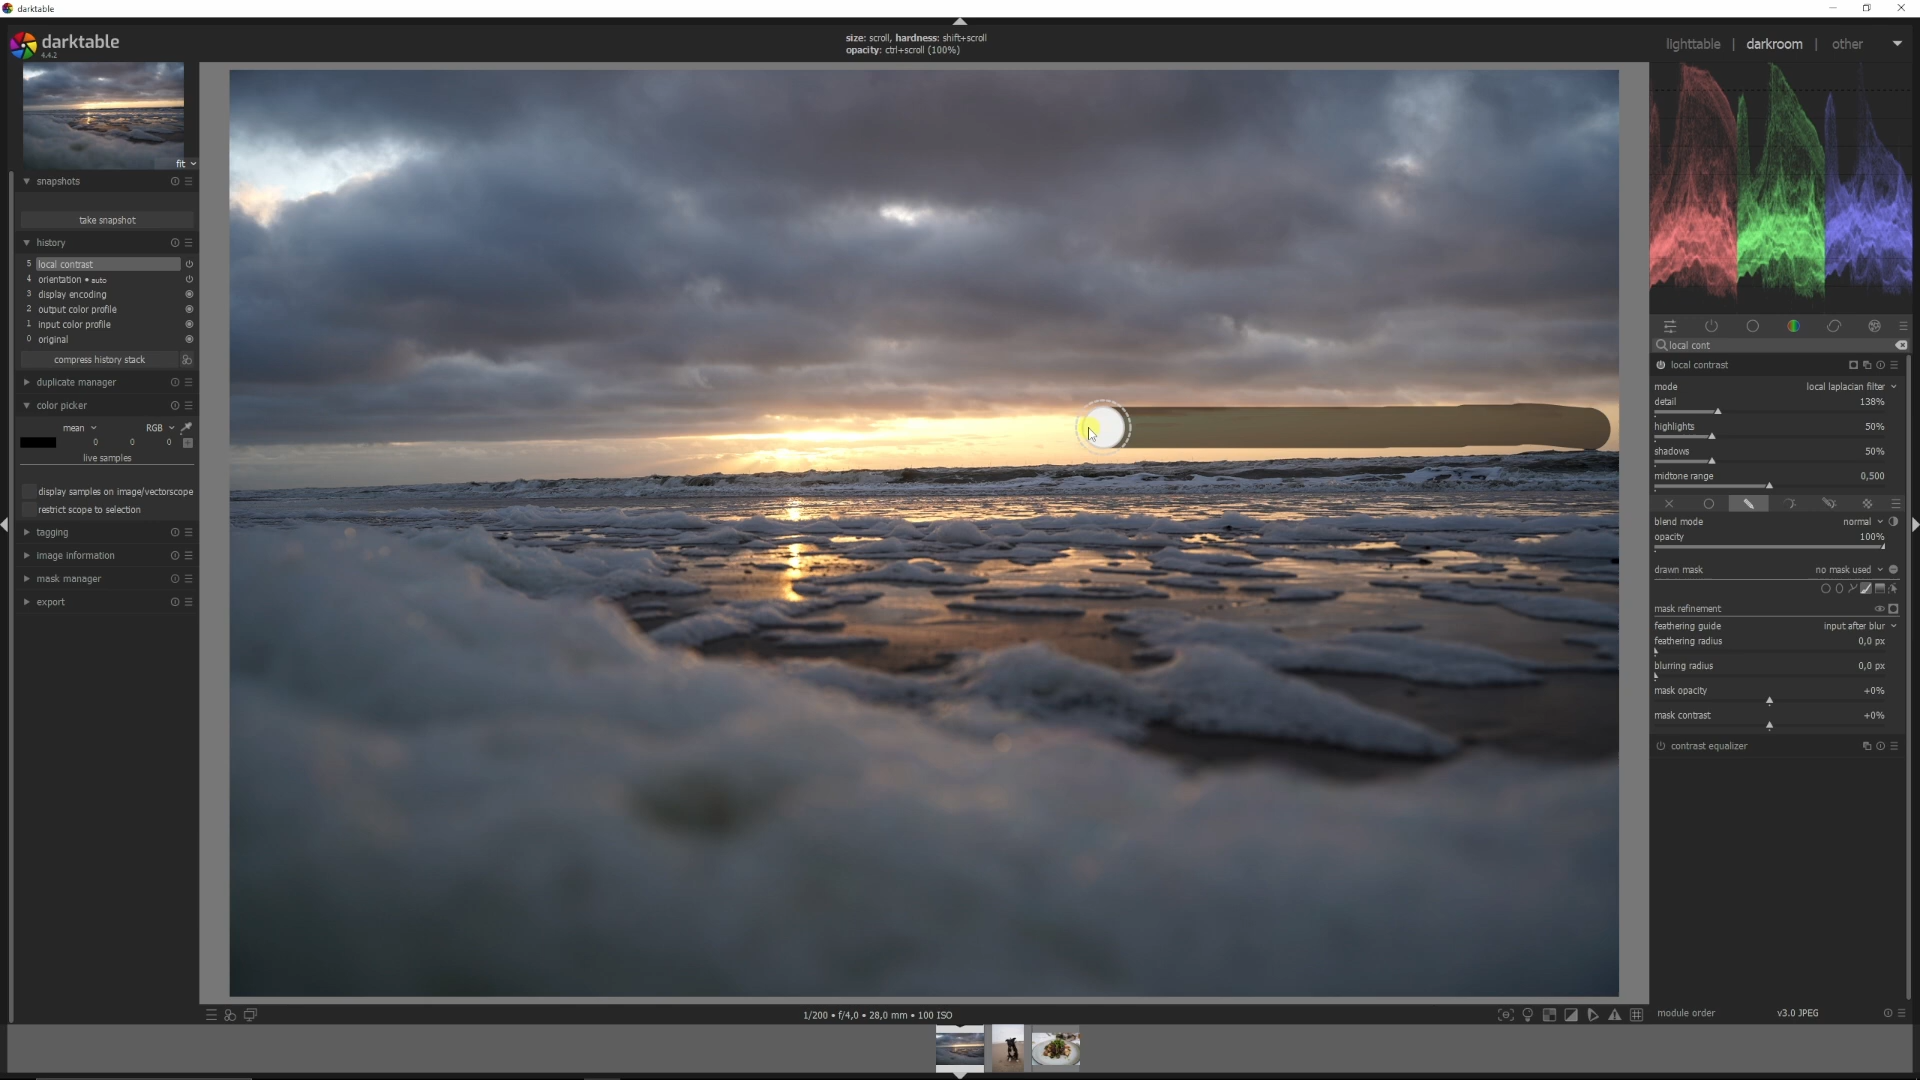 darktable
darktable
4.4.2
size: scroll, hardness: shift+scroll
opacity: ctrl+scroll (100%)
lighttable | darkroom | other
fit
snapshots
take snapshot
history
5 local contrast
4 orientation • auto
3 display encoding
2 output color profile
1 input color profile
0 original
compress history stack
duplicate manager
color picker
mean RGB
0 0 0
live samples
display samples on image/vectorscope
restrict scope to selection
tagging
image information
mask manager
export
local cont
local contrast
mode local laplacian filter
detail 138%
highlights 50%
shadows 50%
midtone range 0,500
blend mode normal
opacity 100%
drawn mask no mask used
mask refinement
feathering guide input after blur
feathering radius 0,0 px
blurring radius 0,0 px
mask opacity +0%
mask contrast +0%
contrast equalizer
1/200 • f/4,0 • 28,0 mm • 100 ISO
module order v3.0 JPEG